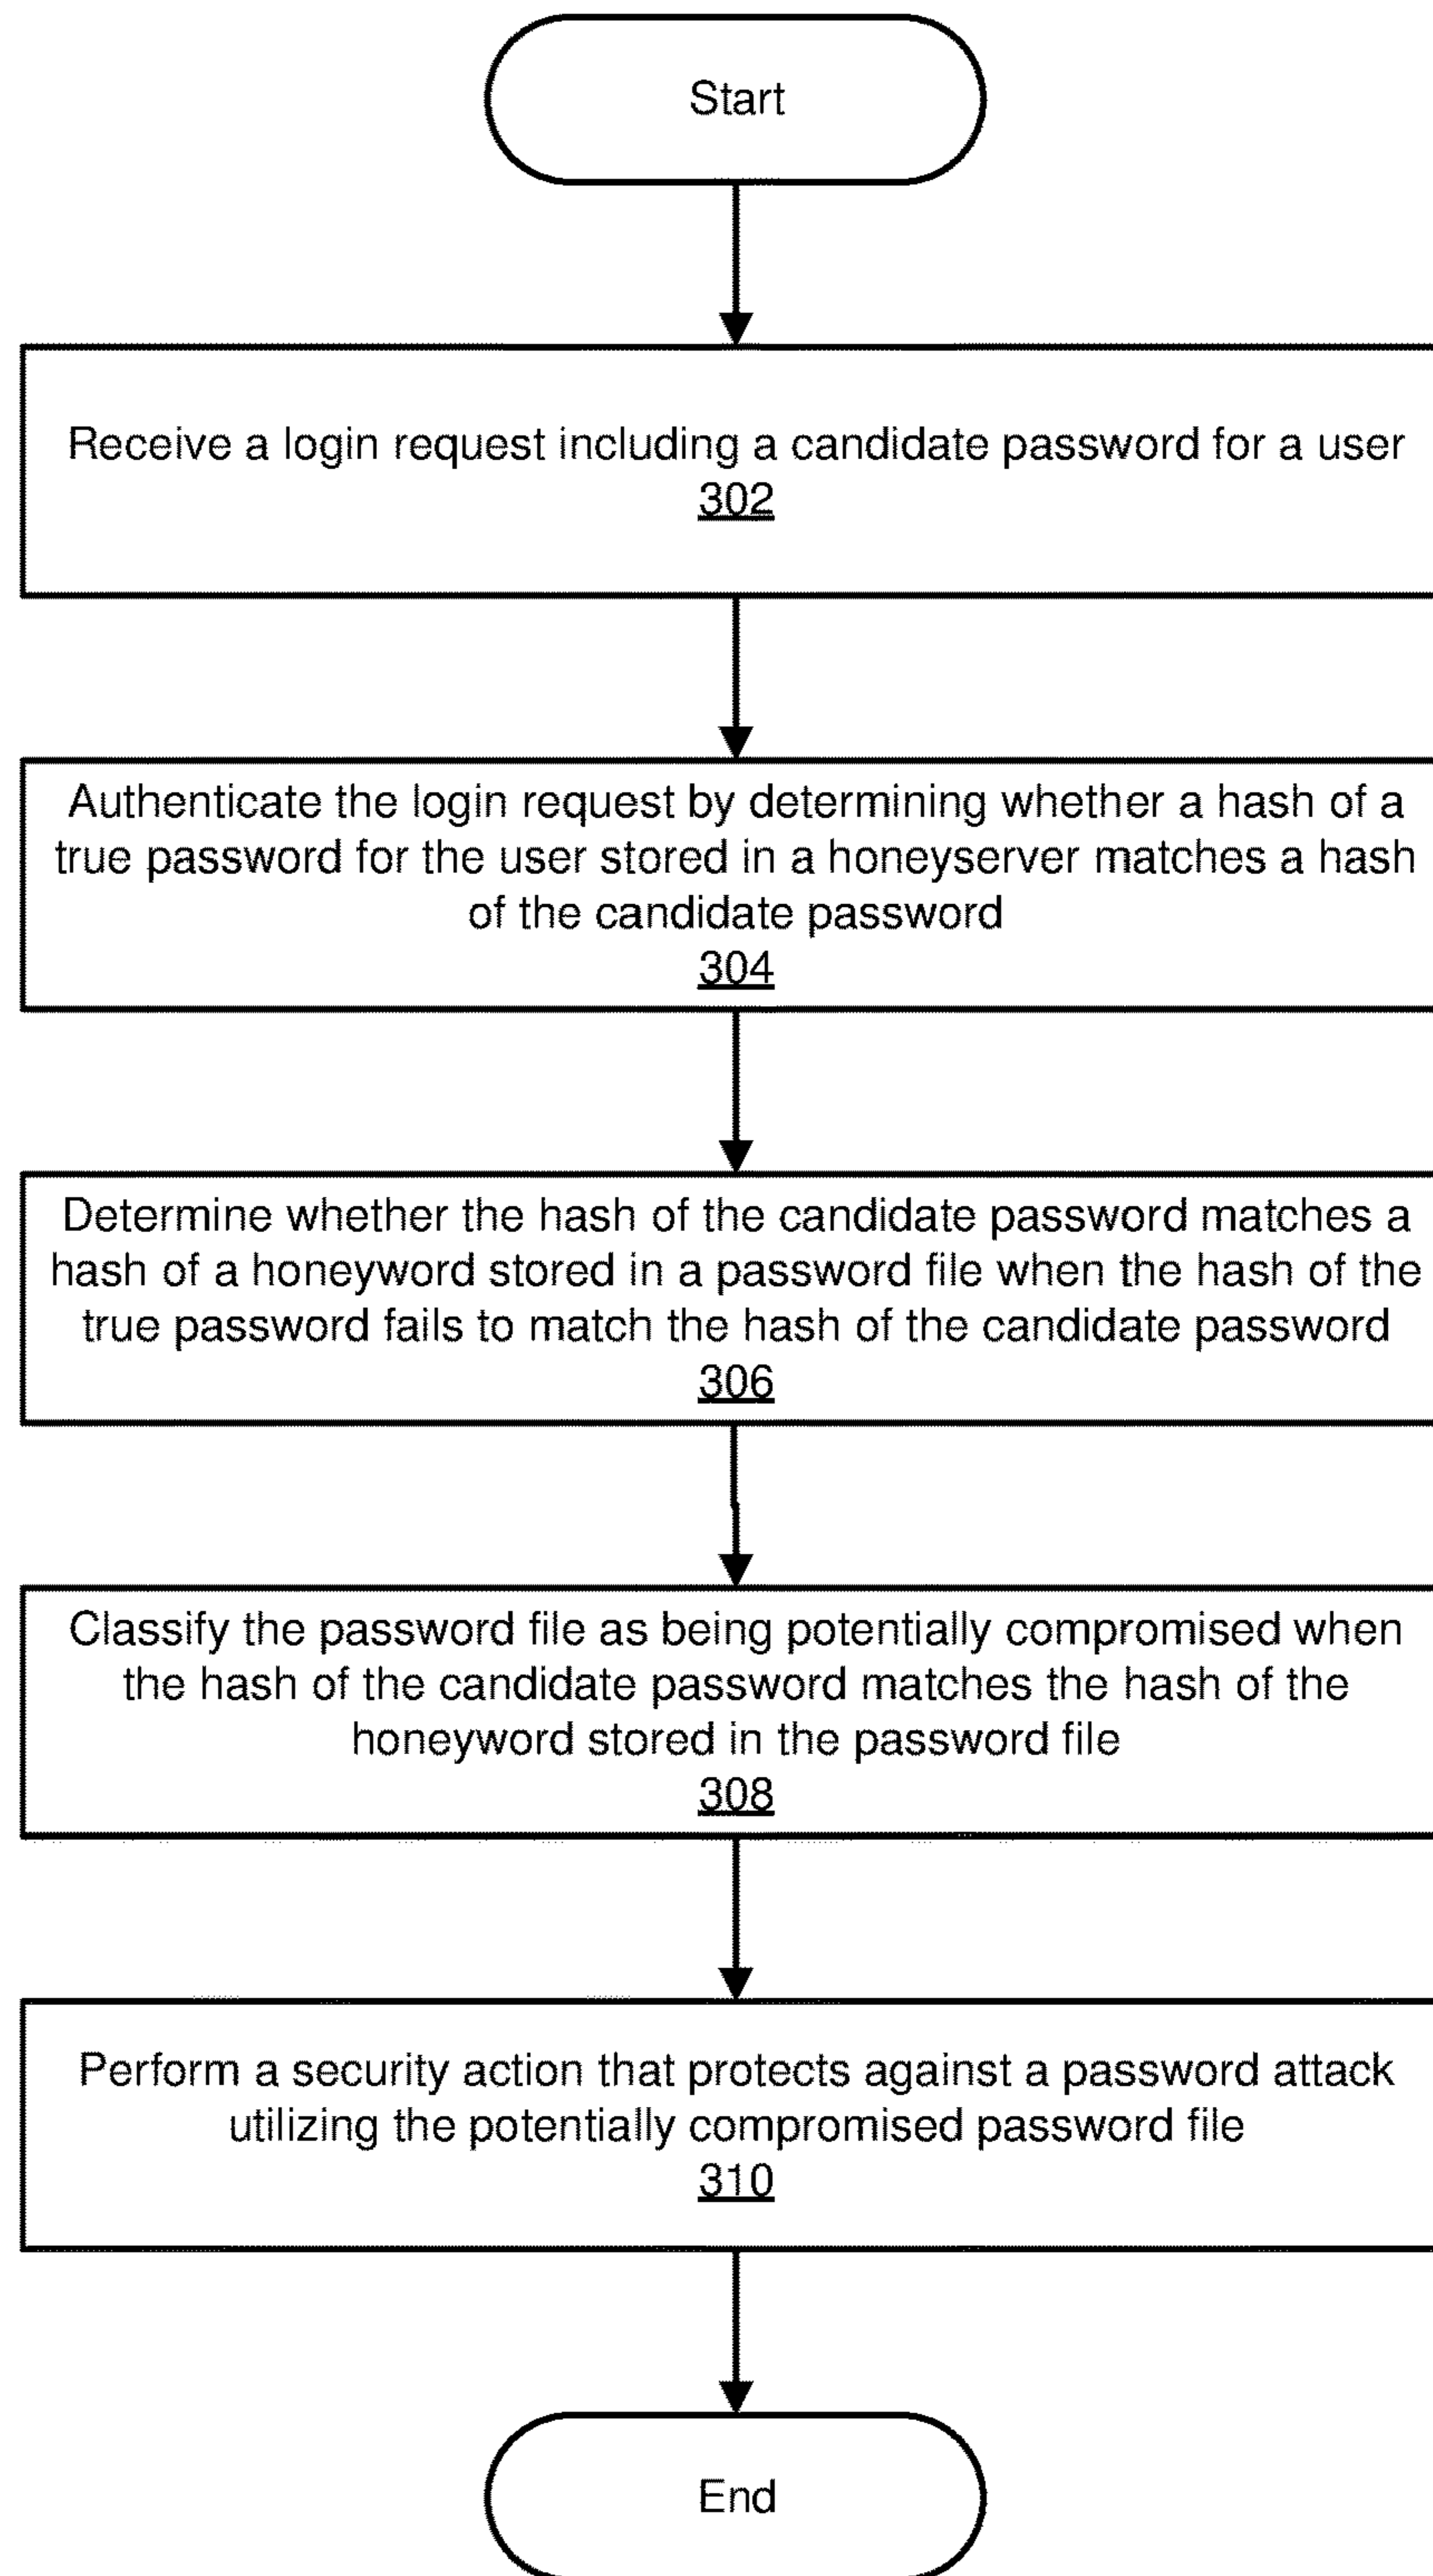 Start
Receive a login request including a candidate password for a user
302
Authenticate the login request by determining whether a hash of a
true password for the user stored in a honeyserver matches a hash
of the candidate password
304
Determine whether the hash of the candidate password matches a
hash of a honeyword stored in a password file when the hash of the
true password fails to match the hash of the candidate password
306
Classify the password file as being potentially compromised when
the hash of the candidate password matches the hash of the
honeyword stored in the password file
308
Perform a security action that protects against a password attack
utilizing the potentially compromised password file
310
End